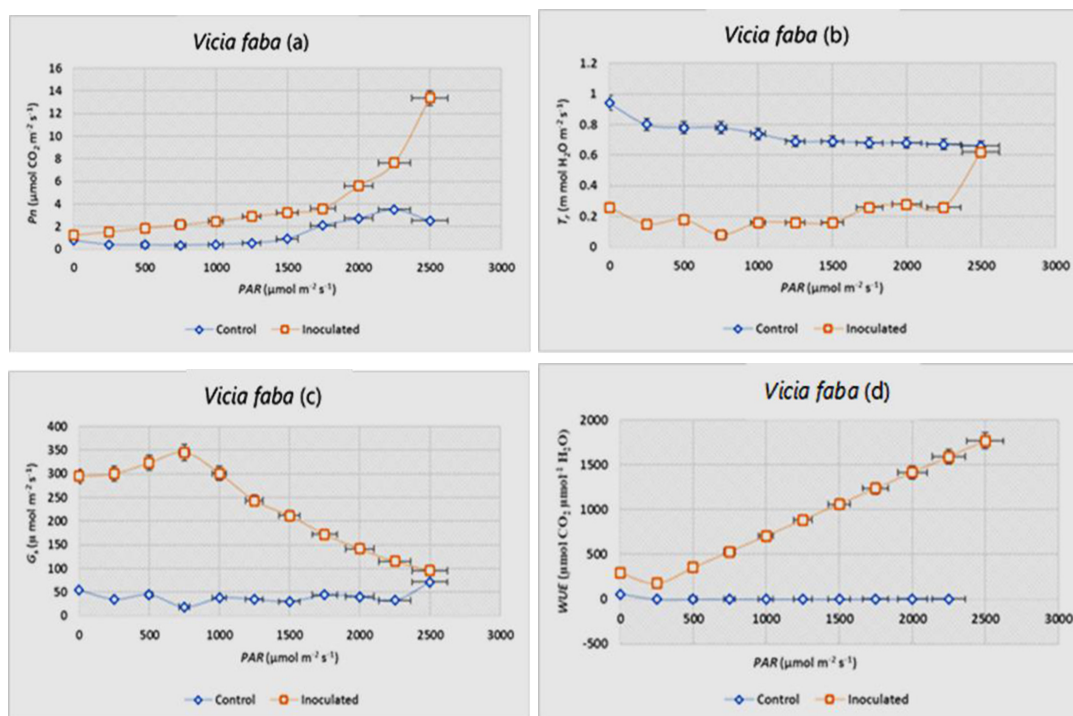 Vicia faba (a)
Pn (µmol CO₂ m⁻² s⁻¹)
16
14
12
10
8
6
4
2
0
0 500 1000 1500 2000 2500 3000
PAR (µmol m⁻² s⁻¹)
Control Inoculated
Vicia faba (b)
Tᵣ (m mol H₂O m⁻² s⁻¹)
1.2
1
0.8
0.6
0.4
0.2
0
0 500 1000 1500 2000 2500 3000
PAR (µmol m⁻² s⁻¹)
Control Inoculated
Vicia faba (c)
Gₛ (µ mol m⁻² s⁻¹)
400
350
300
250
200
150
100
50
0
0 500 1000 1500 2000 2500 3000
PAR (µmol m⁻² s⁻¹)
Control Inoculated
Vicia faba (d)
WUE (µmol CO₂ µmol⁻¹ H₂O)
2000
1500
1000
500
0
-500
0 500 1000 1500 2000 2500 3000
PAR (µmol m⁻² s⁻¹)
Control Inoculated